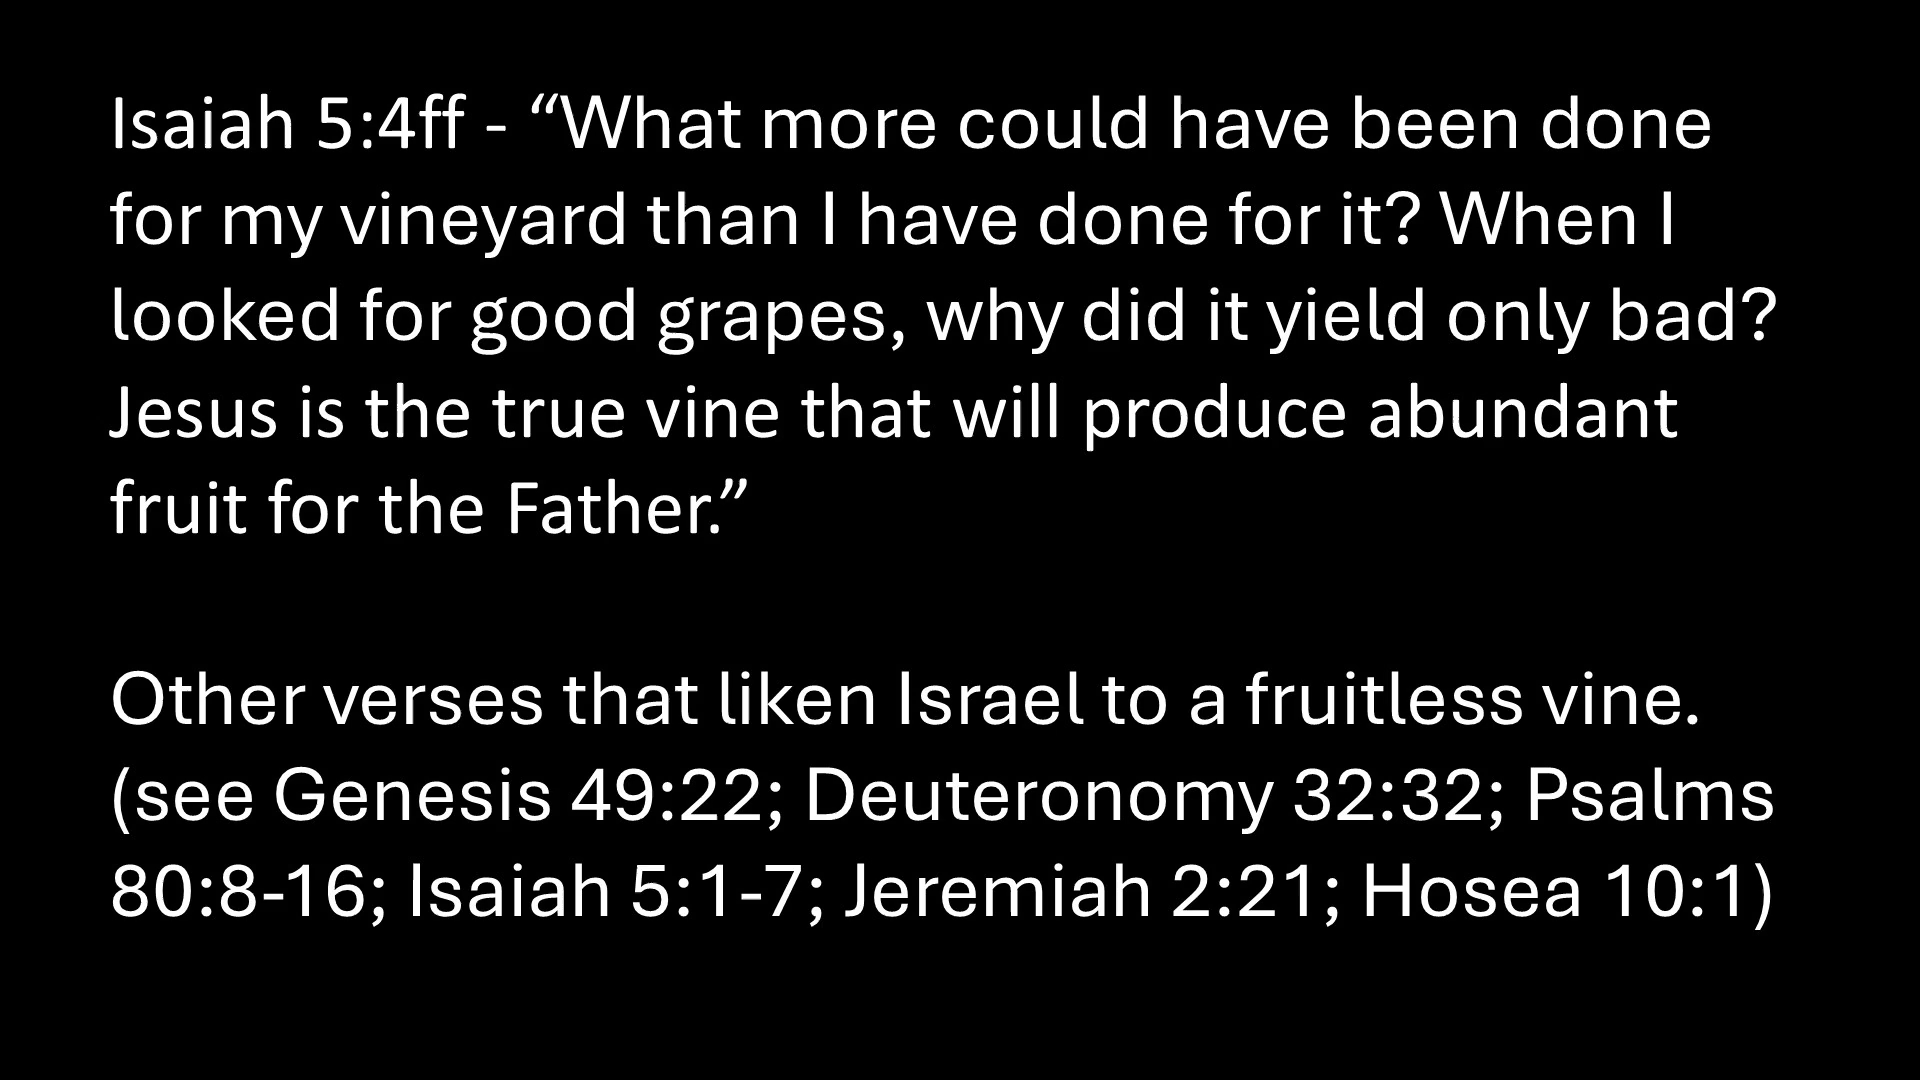 Isaiah 5:4ff - “What more could have been done
for my vineyard than I have done for it? When I
looked for good grapes, why did it yield only bad?
Jesus is the true vine that will produce abundant
fruit for the Father.”
Other verses that liken Israel to a fruitless vine.
(see Genesis 49:22; Deuteronomy 32:32; Psalms
80:8-16; Isaiah 5:1-7; Jeremiah 2:21; Hosea 10:1)